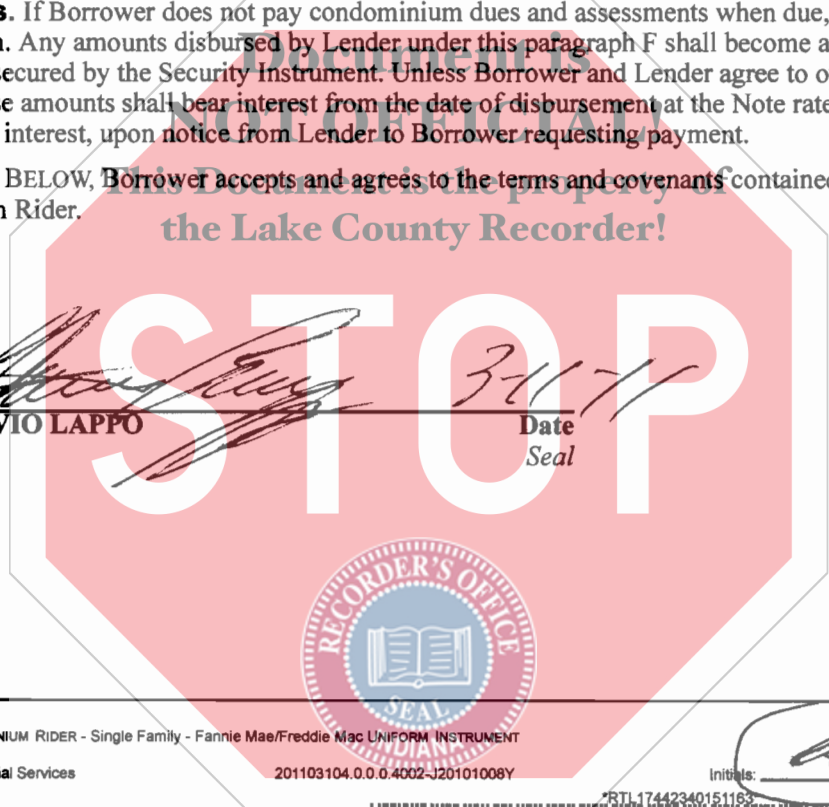 s. If Borrower does not pay condominium dues and assessments when due,
n. Any amounts disbursed by Lender under this paragraph F shall become a
ecured by the Security Instrument. Unless Borrower and Lender agree to o
e amounts shall bear interest from the date of disbursement at the Note rate
interest, upon notice from Lender to Borrower requesting payment.
BELOW, Borrower accepts and agrees to the terms and covenants contained
n Rider.
Document is
NOT OFFICIAL!
This Document is the property of
the Lake County Recorder!
STOP
3-11-11
VIO LAPPO
Date
Seal
RECORDER'S OFFICE
SEAL
INDIANA
NIUM RIDER - Single Family - Fannie Mae/Freddie Mac UNIFORM INSTRUMENT
al Services
201103104.0.0.0.4002-J20101008Y
Initials:
*RTL17442340151163